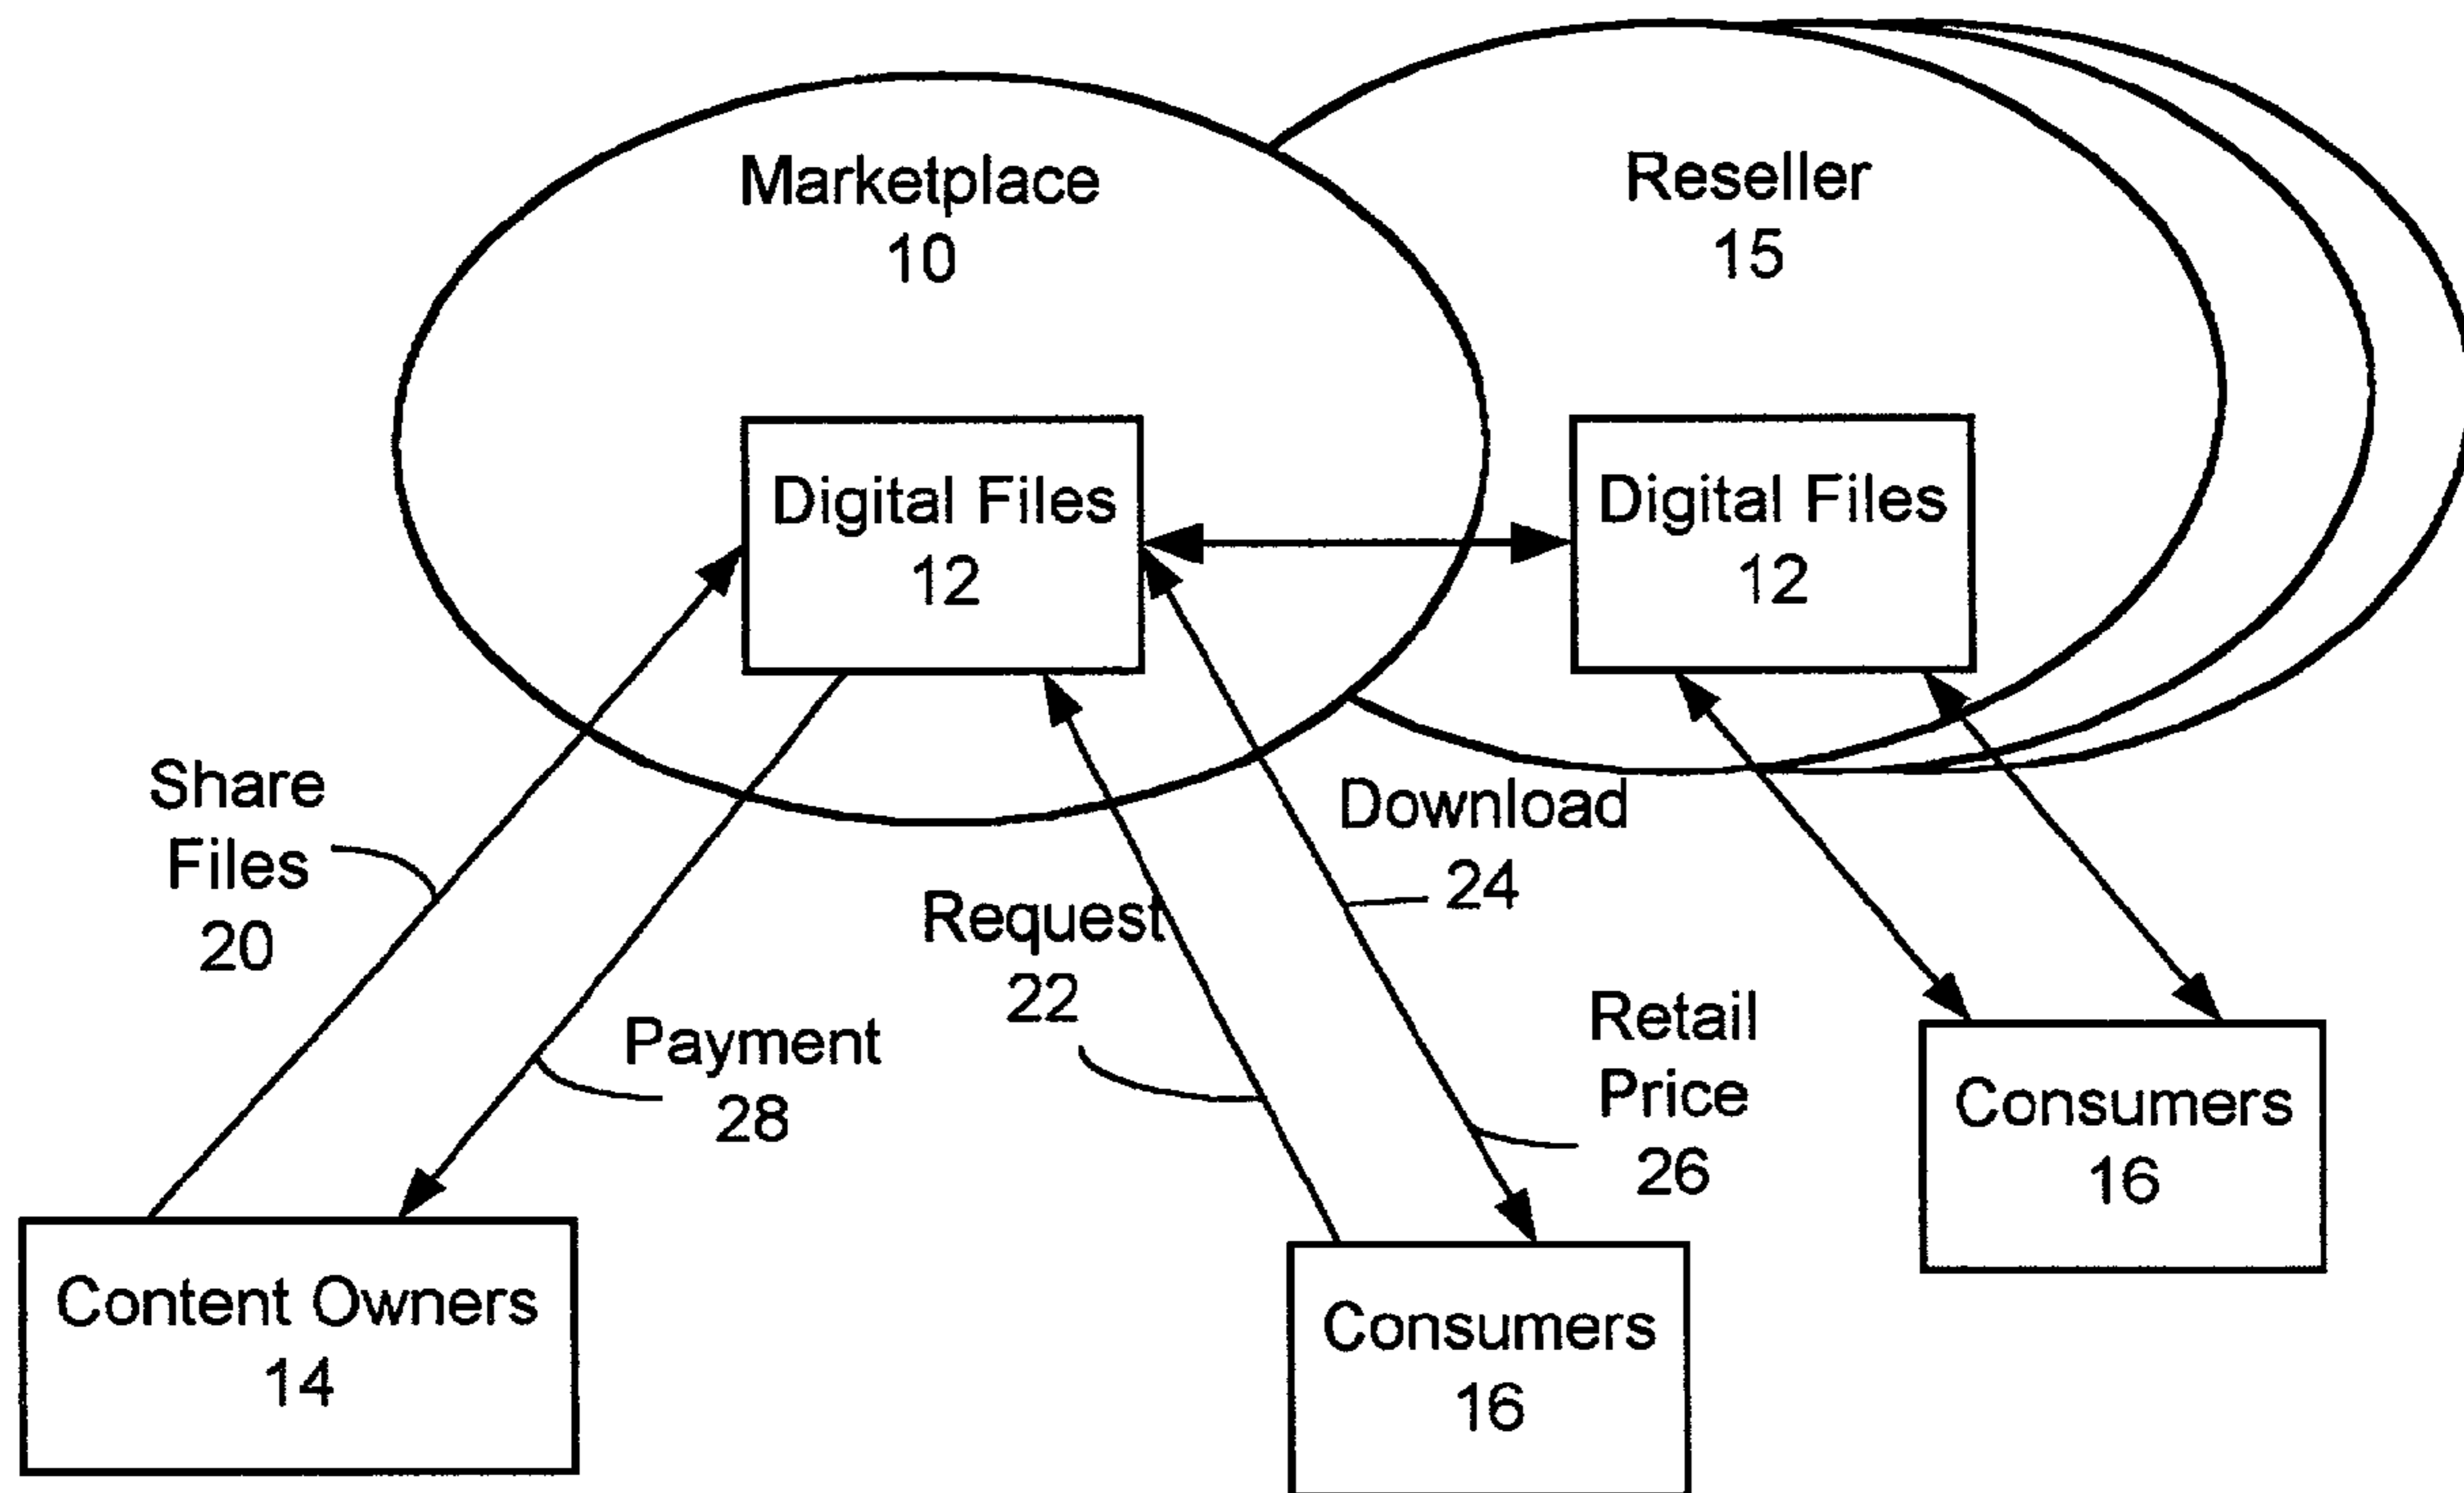 Marketplace
10
Reseller
15
Digital Files
12
Digital Files
12
Share
Files
20
Download
24
Request
22
Retail
Price
26
Payment
28
Consumers
16
Content Owners
14
Consumers
16